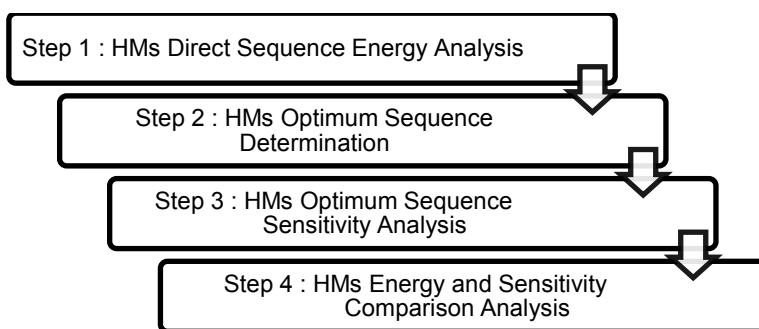 Step 1 : HMs Direct Sequence Energy Analysis
Step 2 : HMs Optimum Sequence
Determination
Step 3 : HMs Optimum Sequence
Sensitivity Analysis
Step 4 : HMs Energy and Sensitivity
Comparison Analysis